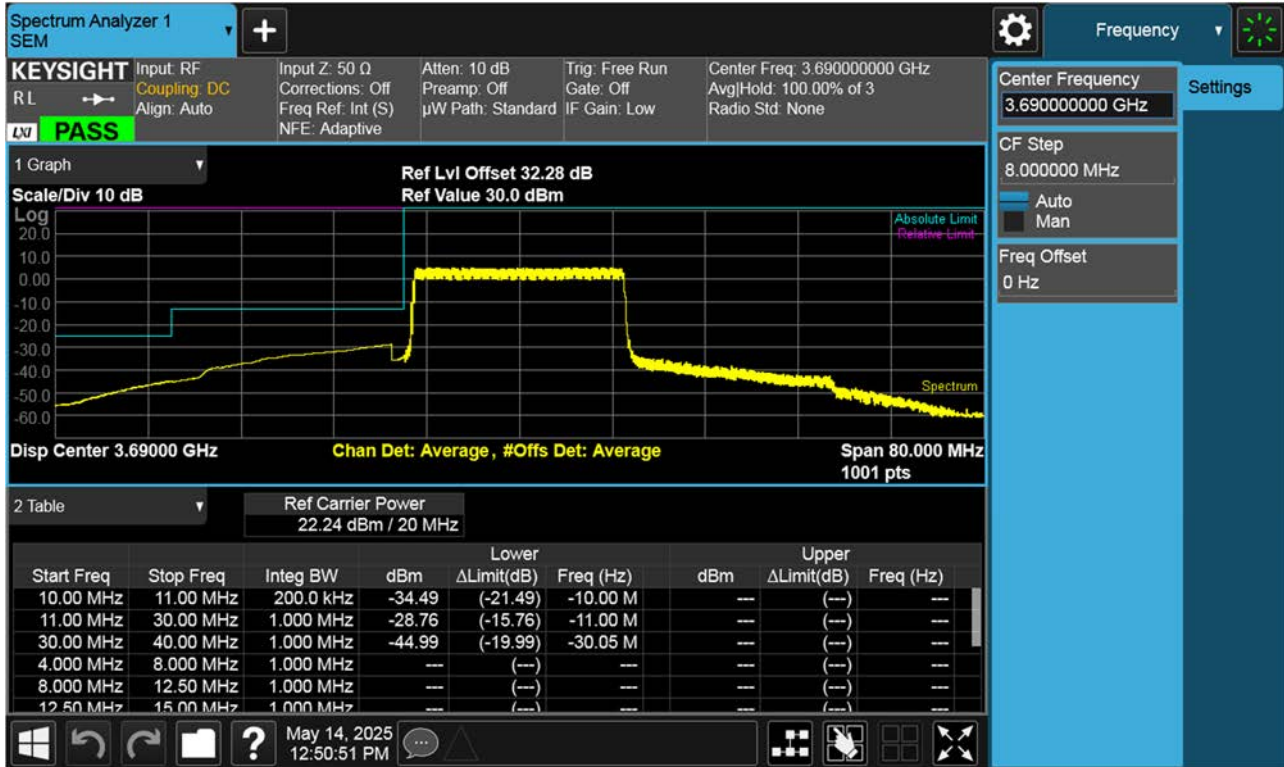 Spectrum Analyzer 1
SEM
Frequency
KEYSIGHT
R L
LXI
PASS
Input: RF
Coupling: DC
Align: Auto
Input Z: 50 Ω
Corrections: Off
Freq Ref: Int (S)
NFE: Adaptive
Atten: 10 dB
Preamp: Off
µW Path: Standard
Trig: Free Run
Gate: Off
IF Gain: Low
Center Freq: 3.690000000 GHz
Avg|Hold: 100.00% of 3
Radio Std: None
Center Frequency
3.690000000 GHz
Settings
CF Step
8.000000 MHz
Auto
Man
Freq Offset
0 Hz
1 Graph
Scale/Div 10 dB
Ref Lvl Offset 32.28 dB
Ref Value 30.0 dBm
Log
20.0
10.0
0.00
-10.0
-20.0
-30.0
-40.0
-50.0
-60.0
Absolute Limit
Relative Limit
Spectrum
Disp Center 3.69000 GHz
Chan Det: Average, #Offs Det: Average
Span 80.000 MHz
1001 pts
2 Table
Ref Carrier Power
22.24 dBm / 20 MHz
Lower Upper
Start Freq Stop Freq Integ BW dBm ΔLimit(dB) Freq (Hz) dBm ΔLimit(dB) Freq (Hz)
10.00 MHz 11.00 MHz 200.0 kHz -34.49 (-21.49) -10.00 M --- (---) ---
11.00 MHz 30.00 MHz 1.000 MHz -28.76 (-15.76) -11.00 M --- (---) ---
30.00 MHz 40.00 MHz 1.000 MHz -44.99 (-19.99) -30.05 M --- (---) ---
4.000 MHz 8.000 MHz 1.000 MHz --- (---) --- --- (---) ---
8.000 MHz 12.50 MHz 1.000 MHz --- (---) --- --- (---) ---
12.50 MHz 15.00 MHz 1.000 MHz --- (---) --- --- (---) ---
May 14, 2025
12:50:51 PM